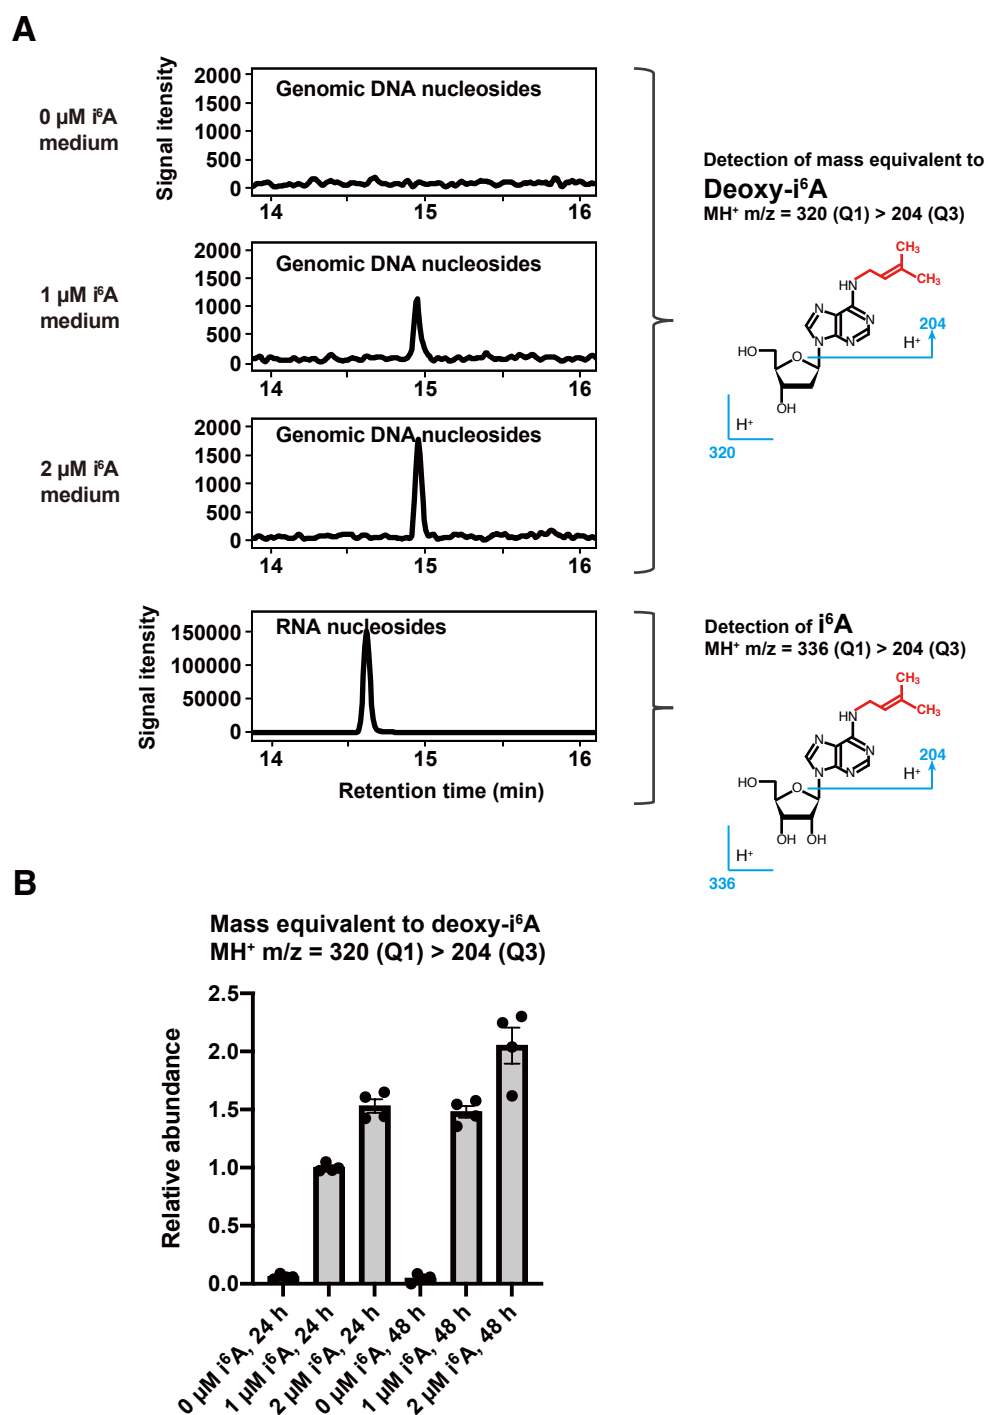 A
0 µM i⁶A
medium
Signal itensity
2000
1500
1000
500
0
Genomic DNA nucleosides
14
15
16
1 µM i⁶A
medium
2000
1500
1000
500
0
Genomic DNA nucleosides
14
15
16
2 µM i⁶A
medium
2000
1500
1000
500
0
Genomic DNA nucleosides
14
15
16
Detection of mass equivalent to
Deoxy-i⁶A
MH⁺ m/z = 320 (Q1) > 204 (Q3)
CH₃
CH₃
HN
N
N
N
N
204
H⁺
HO
O
OH
H⁺
320
Signal itensity
150000
100000
50000
0
RNA nucleosides
14
15
16
Retention time (min)
Detection of i⁶A
MH⁺ m/z = 336 (Q1) > 204 (Q3)
CH₃
CH₃
HN
N
N
N
N
204
H⁺
HO
O
OH OH
H⁺
336
B
Mass equivalent to deoxy-i⁶A
MH⁺ m/z = 320 (Q1) > 204 (Q3)
Relative abundance
2.5
2.0
1.5
1.0
0.5
0.0
0 µM i⁶A, 24 h
1 µM i⁶A, 24 h
2 µM i⁶A, 24 h
0 µM i⁶A, 48 h
1 µM i⁶A, 48 h
2 µM i⁶A, 48 h